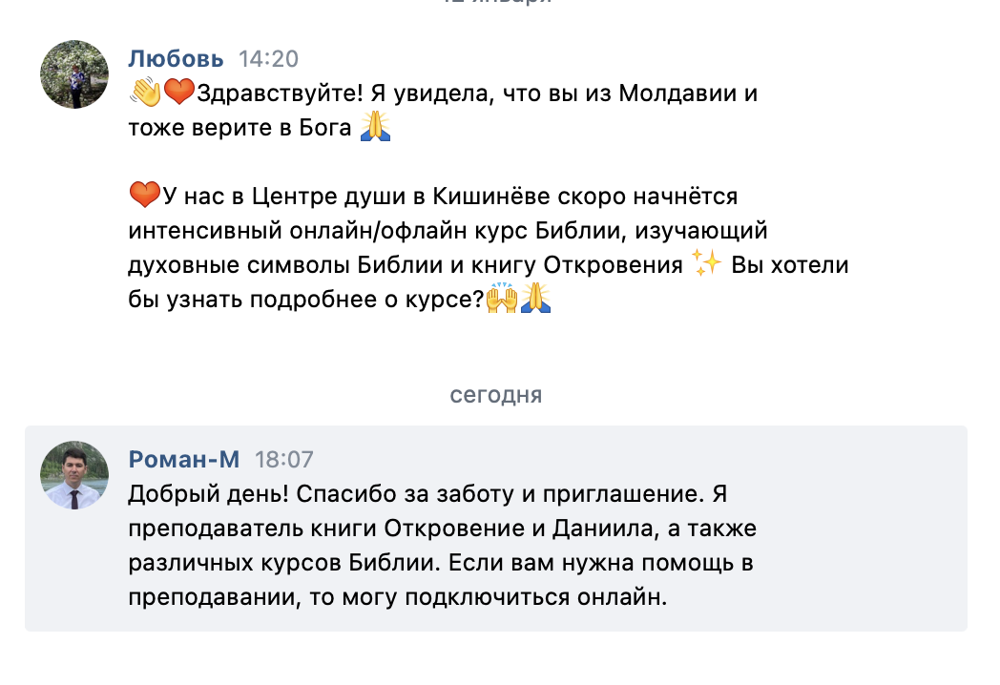 12 января
Любовь 14:20
👋❤️Здравствуйте! Я увидела, что вы из Молдавии и
тоже верите в Бога 🙏
❤️У нас в Центре души в Кишинёве скоро начнётся
интенсивный онлайн/офлайн курс Библии, изучающий
духовные символы Библии и книгу Откровения ✨ Вы хотели
бы узнать подробнее о курсе?🙌🙏
сегодня
Роман-М 18:07
Добрый день! Спасибо за заботу и приглашение. Я
преподаватель книги Откровение и Даниила, а также
различных курсов Библии. Если вам нужна помощь в
преподавании, то могу подключиться онлайн.